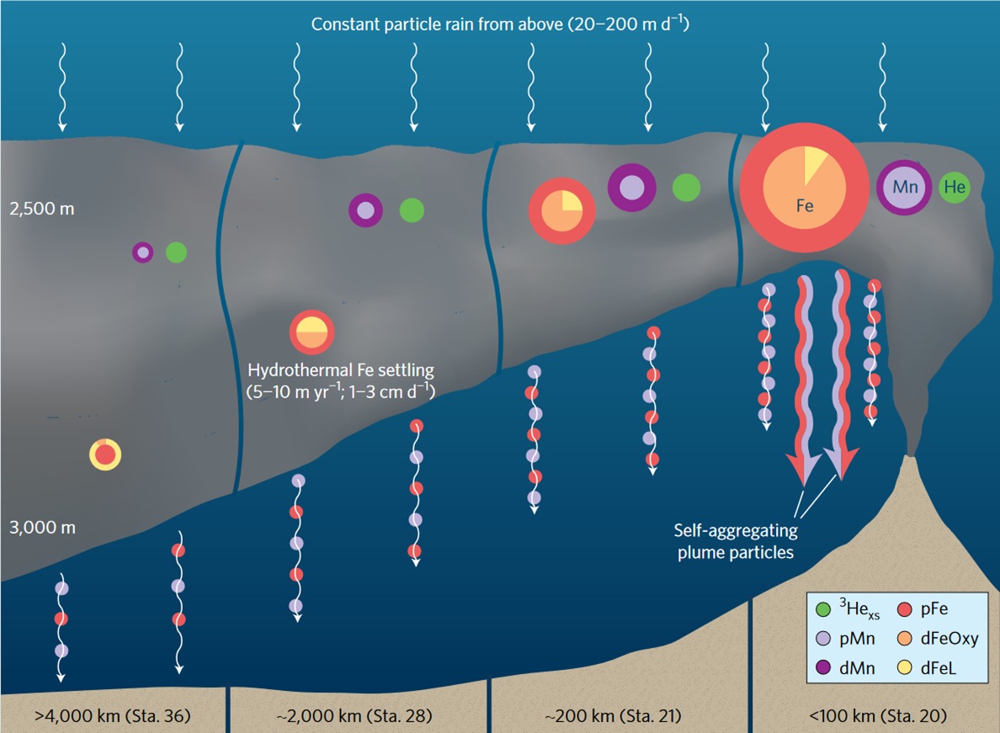 Constant particle rain from above (20–200 m d⁻¹)
2,500 m
Fe
Mn
He
Hydrothermal Fe settling
(5–10 m yr⁻¹; 1–3 cm d⁻¹)
3,000 m
Self-aggregating
plume particles
³Heₓₛ
pFe
pMn
dFeOxy
dMn
dFeL
>4,000 km (Sta. 36)
~2,000 km (Sta. 28)
~200 km (Sta. 21)
<100 km (Sta. 20)